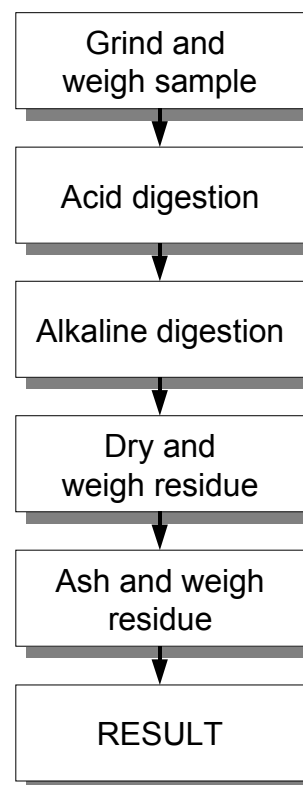 Grind and
weigh sample
Acid digestion
Alkaline digestion
Dry and
weigh residue
Ash and weigh
residue
RESULT